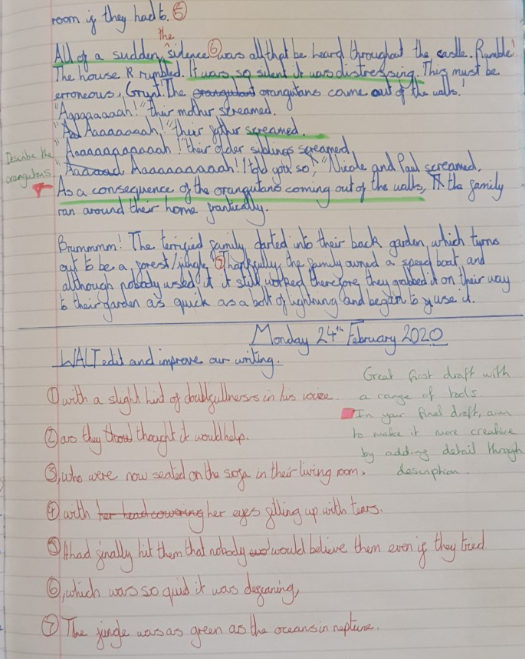 room if they had to. ⑤
All of a sudden, the silence ⑥ was all that be heard throughout the castle. Rumble!
The house R rumbled. It was so silent it was distressing. This must be
erroneous, Grunt. The orangutans orangutans came out of the walls!
"Aaaaaaaah!" their mother screamed.
"Aaaaaaaaah," their father screamed.
"Aaaaaaaaaaaah!" their older siblings screamed.
"Aaaaaaaaaah! I told you so," Nicole and Paul screamed.
Describe the
orangutans
As a consequence of the orangutans coming out of the walls, the family
ran around their home frantically.
Brummmm! The terrified family darted into their back garden, which turns
out to be a forest/jungle. ⑦ Thankfully, the family owned a speed boat, and
although nobody used it it still worked therefore, they grabbed it on their way
to their garden as quick as a bolt of lightning and began to use it.
Monday 24th February 2020
WALT edit and improve our writing.
Great first draft with
a range of tools
In your final draft, aim
to make it more creative
by adding detail through
description.
① with a slight hint of doubtfullness in his voice.
② as they thought it would help.
③, who were now seated on the sofa in their living room.
④ with her head cowering her eyes filling up with tears.
⑤ It had finally hit them that nobody would believe them even if they tried
⑥, which was so quiet it was deafening,
⑦ The jungle was as green as the oceans in neptune.